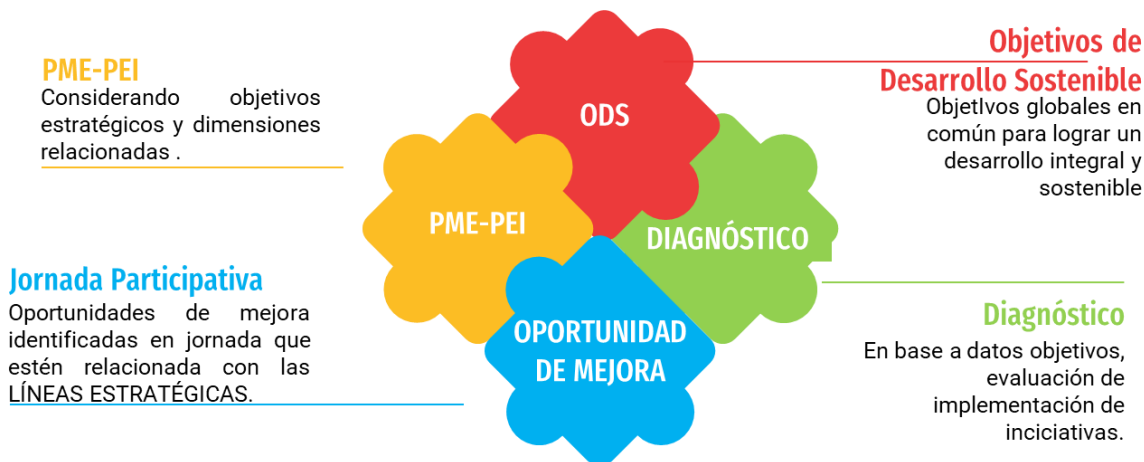 PME-PEI
Considerando objetivos
estratégicos y dimensiones
relacionadas .
Jornada Participativa
Oportunidades de mejora
identificadas en jornada que
estén relacionada con las
LÍNEAS ESTRATÉGICAS.
ODS
PME-PEI
DIAGNÓSTICO
OPORTUNIDAD
DE MEJORA
Objetivos de
Desarrollo Sostenible
Objetivos globales en
común para lograr un
desarrollo integral y
sostenible
Diagnóstico
En base a datos objetivos,
evaluación de
implementación de
inciciativas.